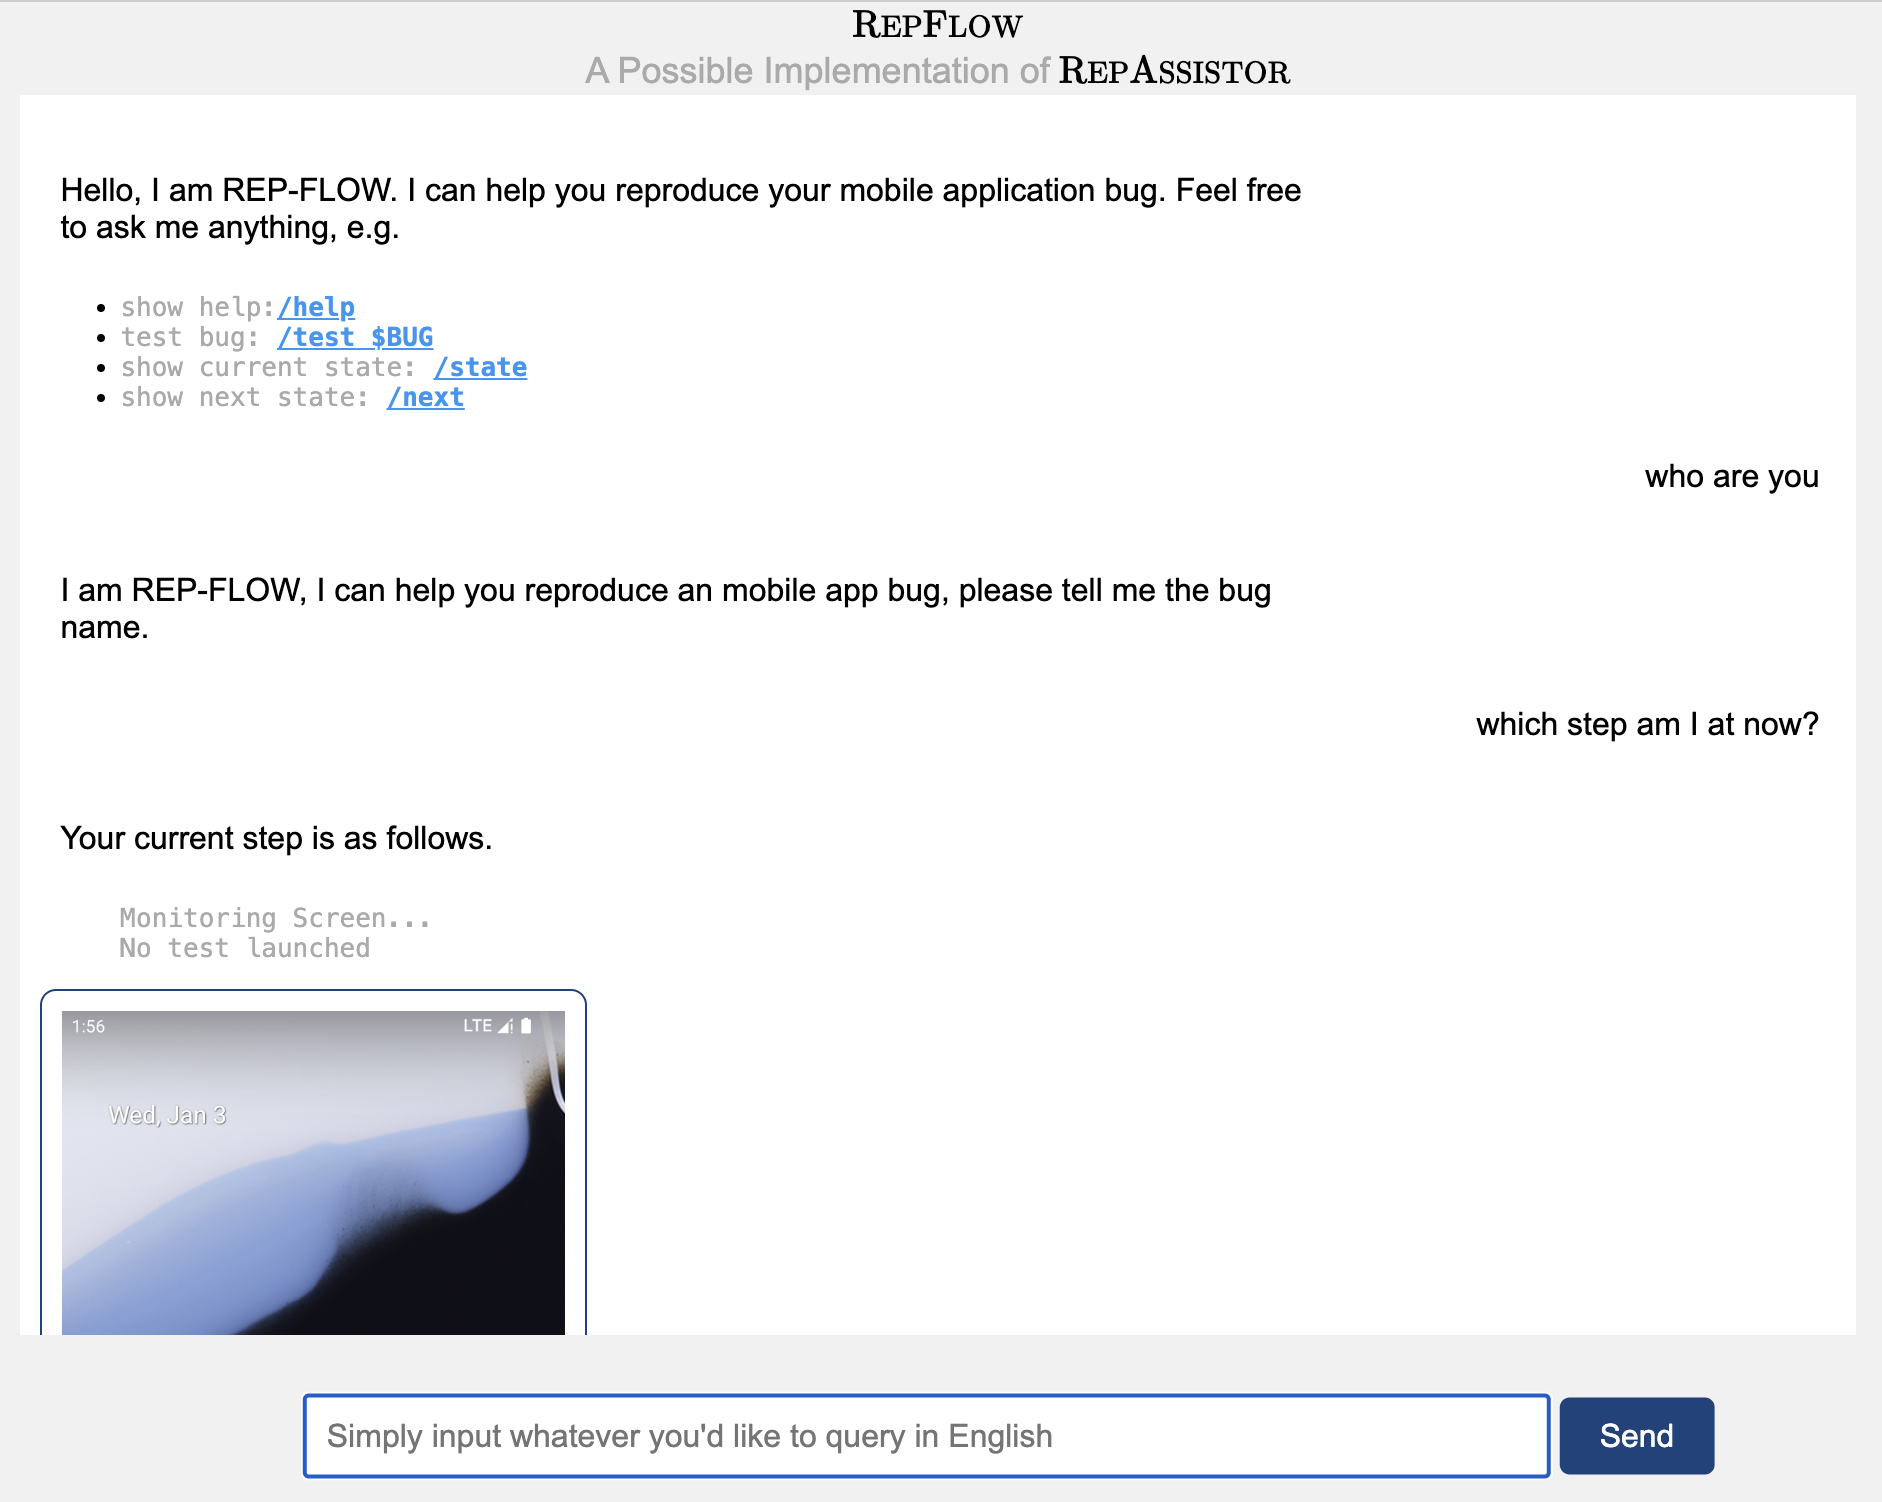 REPFLOW
A Possible Implementation of REPASSISTOR
Hello, I am REP-FLOW. I can help you reproduce your mobile application bug. Feel free
to ask me anything, e.g.
• show help:/help
• test bug: /test $BUG
• show current state: /state
• show next state: /next
who are you
I am REP-FLOW, I can help you reproduce an mobile app bug, please tell me the bug
name.
which step am I at now?
Your current step is as follows.
Monitoring Screen...
No test launched
1:56 LTE
Wed, Jan 3
Simply input whatever you'd like to query in English
Send